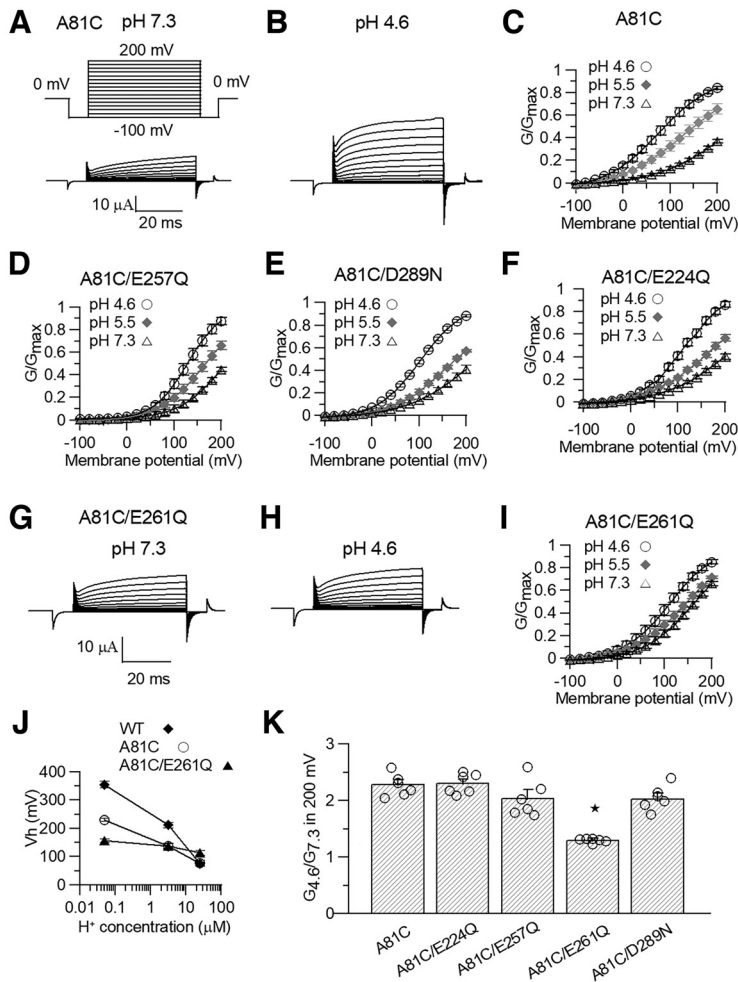 A
A81C pH 7.3
200 mV
0 mV
0 mV
-100 mV
10 μA
20 ms
B
pH 4.6
C
A81C
pH 4.6
pH 5.5
pH 7.3
G/Gmax
1
0.8
0.6
0.4
0.2
0
-100 0 100 200
Membrane potential (mV)
D
A81C/E257Q
pH 4.6
pH 5.5
pH 7.3
G/Gmax
1
0.8
0.6
0.4
0.2
0
-100 0 100 200
Membrane potential (mV)
E
A81C/D289N
pH 4.6
pH 5.5
pH 7.3
G/Gmax
1
0.8
0.6
0.4
0.2
0
-100 0 100 200
Membrane potential (mV)
F
A81C/E224Q
pH 4.6
pH 5.5
pH 7.3
G/Gmax
1
0.8
0.6
0.4
0.2
0
-100 0 100 200
Membrane potential (mV)
G
A81C/E261Q
pH 7.3
10 μA
20 ms
H
pH 4.6
I
A81C/E261Q
pH 4.6
pH 5.5
pH 7.3
G/Gmax
1
0.8
0.6
0.4
0.2
0
-100 0 100 200
Membrane potential (mV)
J
WT
A81C
A81C/E261Q
Vh (mV)
400
300
200
100
0
0.01 0.1 1 10 100
H+ concentration (μM)
K
G4.6/G7.3 in 200 mV
3
2
1
0
★
A81C
A81C/E224Q
A81C/E257Q
A81C/E261Q
A81C/D289N